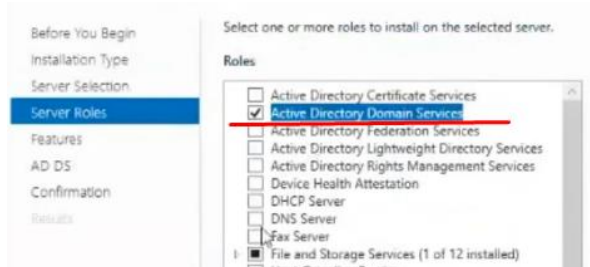 Before You Begin
Installation Type
Server Selection
Server Roles
Features
AD DS
Confirmation
Results
Select one or more roles to install on the selected server.
Roles
Active Directory Certificate Services
Active Directory Domain Services
Active Directory Federation Services
Active Directory Lightweight Directory Services
Active Directory Rights Management Services
Device Health Attestation
DHCP Server
DNS Server
Fax Server
File and Storage Services (1 of 12 installed)